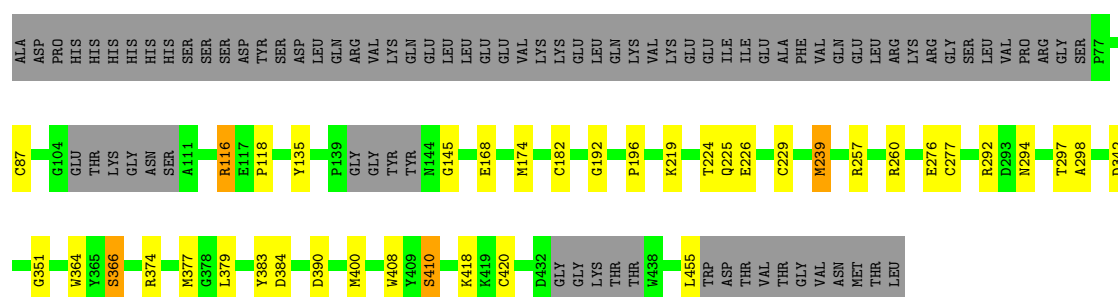 ALA ASP PRO HIS HIS HIS HIS HIS HIS SER SER SER ASP TYR SER ASP LEU GLN ARG VAL LYS GLN GLU LEU LEU GLU GLU VAL LYS LYS GLU LEU GLN LYS VAL LYS GLU GLU ILE ILE GLU ALA PHE VAL GLN GLU LEU ARG LYS ARG GLY SER LEU VAL PRO ARG GLY SER P77
C87 G104 GLU THR LYS GLY ASN SER A111 R116 E117 P118 Y135 P139 GLY GLY TYR TYR N144 G145 E168 M174 C182 G192 P196 K219 T224 Q225 E226 C229 M239 R257 R260 E276 C277 R292 D293 N294 T297 A298 D342
G351 W364 Y365 S366 R374 M377 G378 L379 Y383 D384 D390 M400 W408 Y409 S410 K418 K419 C420 D432 GLY GLY LYS THR THR W438 L455 TRP ASP THR VAL THR GLY VAL ASN MET THR LEU